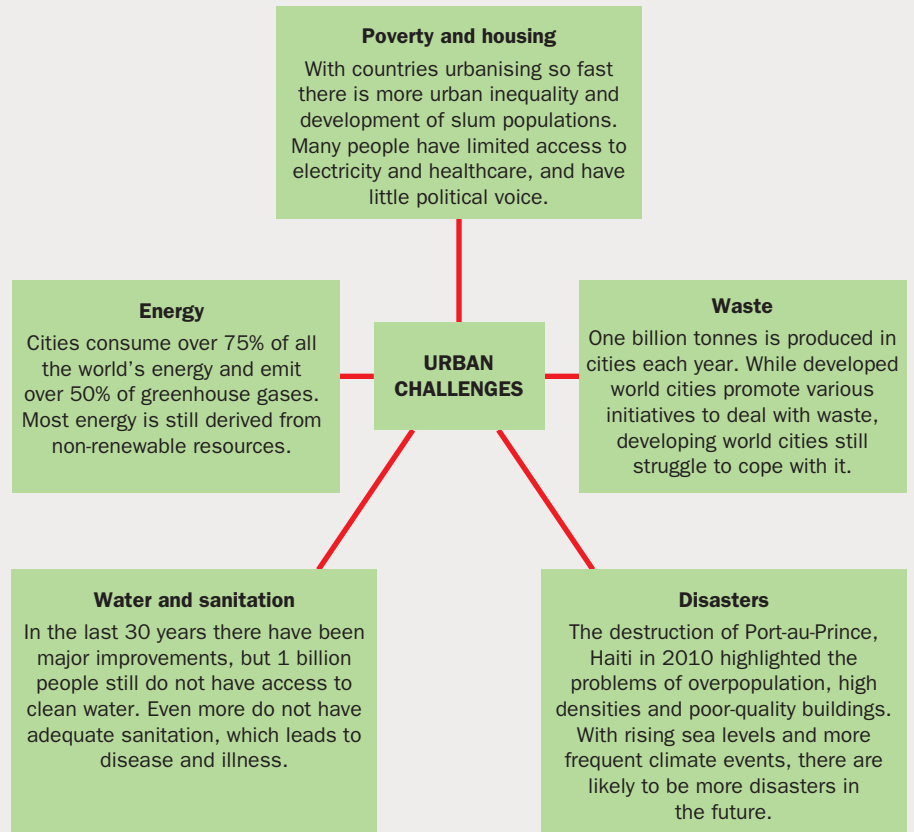 Poverty and housing
With countries urbanising so fast
there is more urban inequality and
development of slum populations.
Many people have limited access to
electricity and healthcare, and have
little political voice.
Energy
Cities consume over 75% of all
the world's energy and emit
over 50% of greenhouse gases.
Most energy is still derived from
non-renewable resources.
URBAN
CHALLENGES
Waste
One billion tonnes is produced in
cities each year. While developed
world cities promote various
initiatives to deal with waste,
developing world cities still
struggle to cope with it.
Water and sanitation
In the last 30 years there have been
major improvements, but 1 billion
people still do not have access to
clean water. Even more do not have
adequate sanitation, which leads to
disease and illness.
Disasters
The destruction of Port-au-Prince,
Haiti in 2010 highlighted the
problems of overpopulation, high
densities and poor-quality buildings.
With rising sea levels and more
frequent climate events, there are
likely to be more disasters in
the future.